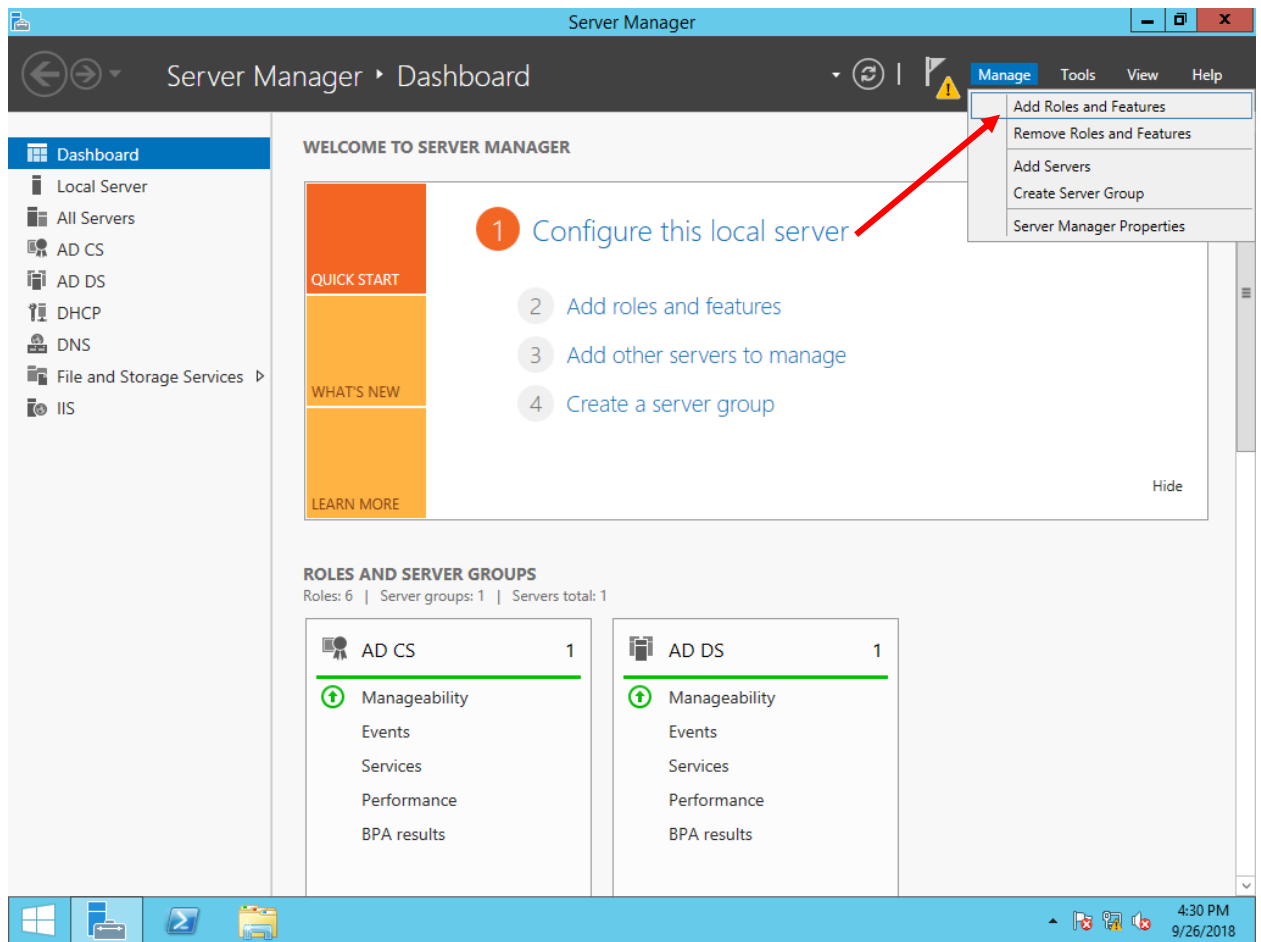 Server Manager
Server Manager • Dashboard
Manage Tools View Help
Add Roles and Features
Remove Roles and Features
Add Servers
Create Server Group
Server Manager Properties
Dashboard
Local Server
All Servers
AD CS
AD DS
DHCP
DNS
File and Storage Services
IIS
WELCOME TO SERVER MANAGER
QUICK START
WHAT'S NEW
LEARN MORE
1 Configure this local server
2 Add roles and features
3 Add other servers to manage
4 Create a server group
Hide
ROLES AND SERVER GROUPS
Roles: 6 | Server groups: 1 | Servers total: 1
AD CS 1
Manageability
Events
Services
Performance
BPA results
AD DS 1
Manageability
Events
Services
Performance
BPA results
4:30 PM
9/26/2018